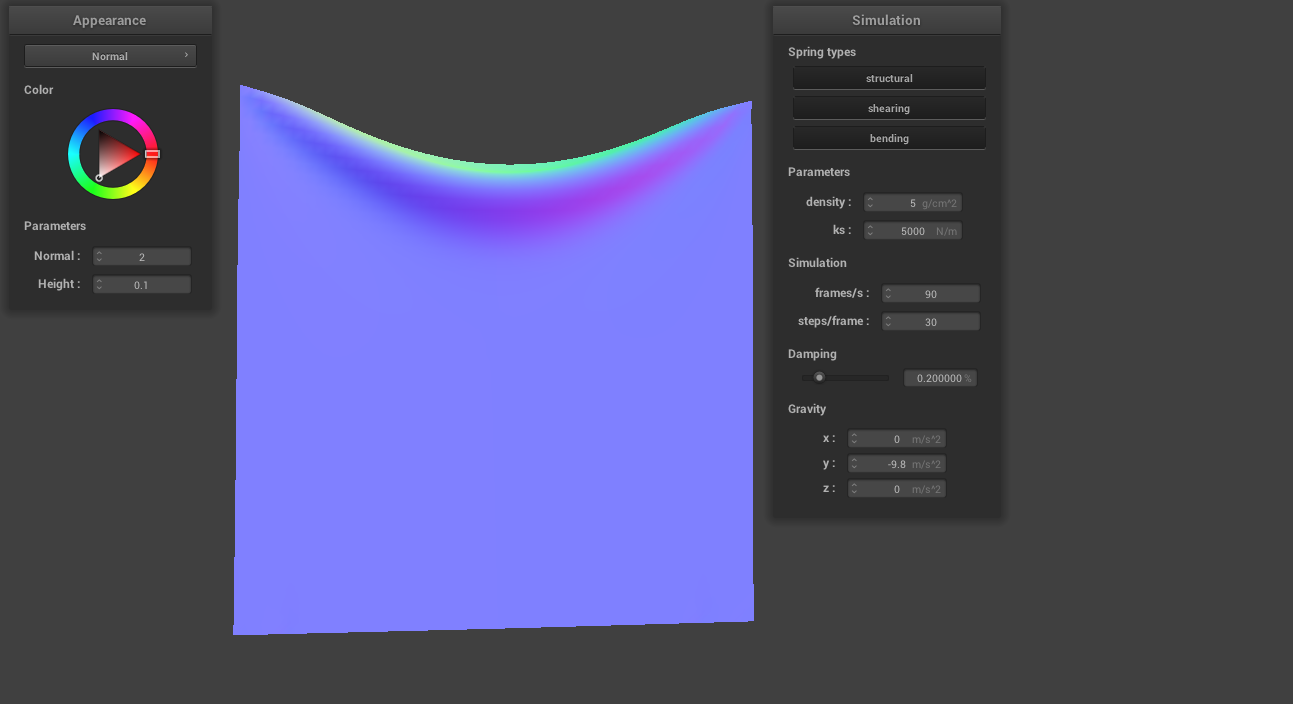 Appearance
Normal
Color
Parameters
Normal : 2
Height : 0.1
Simulation
Spring types
structural
shearing
bending
Parameters
density : 5 g/cm^2
ks : 5000 N/m
Simulation
frames/s : 90
steps/frame : 30
Damping
0.200000 %
Gravity
x : 0 m/s^2
y : -9.8 m/s^2
z : 0 m/s^2